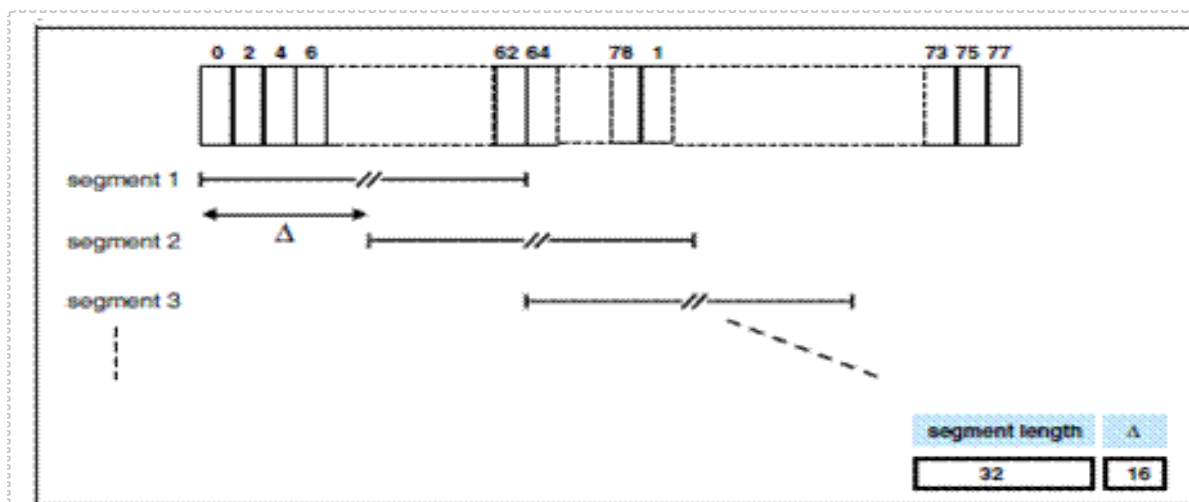 0 2 4 6 62 64 78 1 73 75 77
segment 1
Δ
segment 2
segment 3
segment length Δ
32 16